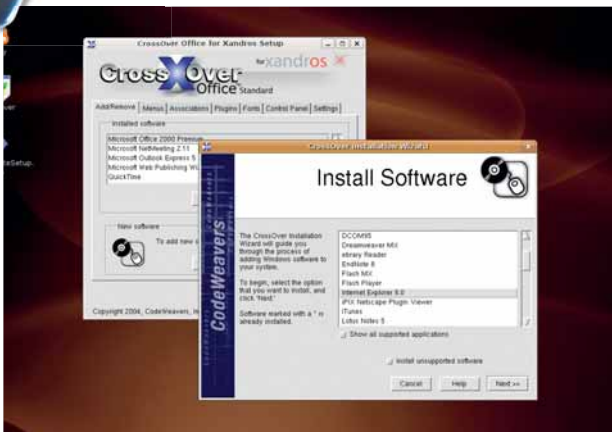 CrossOver Office for Xandros Setup
CrossOver
Office Standard
for xandros
Add/Remove Menus Associations Plugins Fonts Control Panel Settings
Installed software
Microsoft Office 2000 Premium
Microsoft NetMeeting 2.11
Microsoft Outlook Express 5
Microsoft Web Publishing Wi
QuickTime
New software
To add new s
Copyright 2004, CodeWeavers, In
CrossOver Installation Wizard
Install Software
CodeWeavers
The CrossOver Installation
Wizard will guide you
through the process of
adding Windows software to
your system.
To begin, select the option
that you want to install, and
click "Next."
Software marked with a * is
already installed.
DCOM95
Dreamweaver MX
ebrary Reader
EndNote 8
Flash MX
Flash Player
Internet Explorer 6.0
iPIX Netscape Plugin Viewer
iTunes
Lotus Notes 5
Show all supported applications
Install unsupported software
Cancel Help Next >>
teSetup.